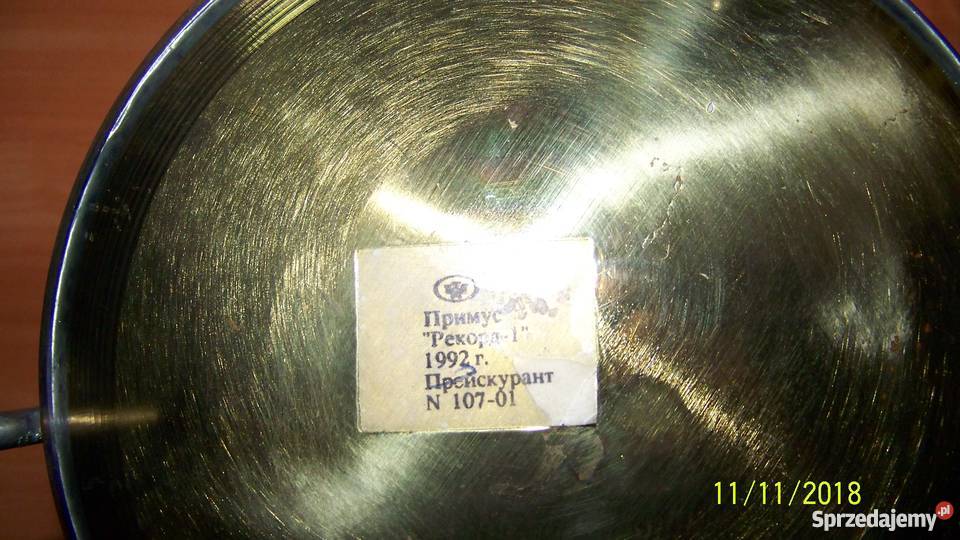 Примус
"Рекорд-1"
1992 г.
Прейскурант
N 107-01
11/11/2018
Sprzedajemy.pl